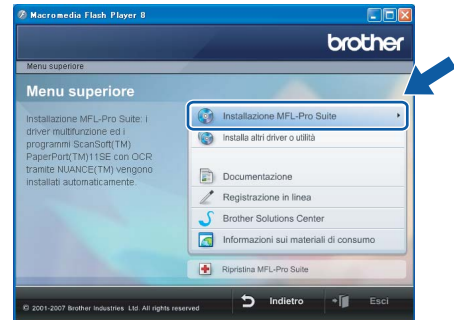 Macromedia Flash Player 8
brother
Menu superiore
Menu superiore
Installazione MFL-Pro Suite: i
driver multifunzione ed i
programmi ScanSoft(TM)
PaperPort(TM)11SE con OCR
tramite NUANCE(TM) vengono
installati automaticamente.
Installazione MFL-Pro Suite
Installa altri driver o utilità
Documentazione
Registrazione in linea
Brother Solutions Center
Informazioni sui materiali di consumo
Ripristina MFL-Pro Suite
© 2001-2007 Brother Industries Ltd. All rights reserved
Indietro
Esci